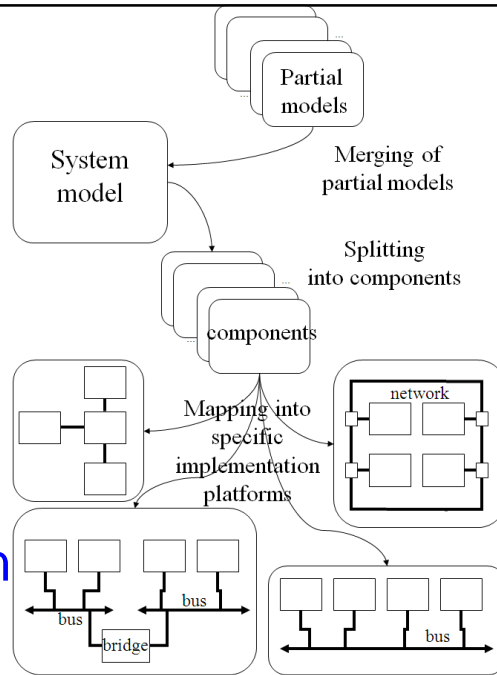 ...
Partial
models
...
System
model
Merging of
partial models
Splitting
into components
...
components
...
network
Mapping into
specific
implementation
platforms
n
bus
bus
bridge
bus